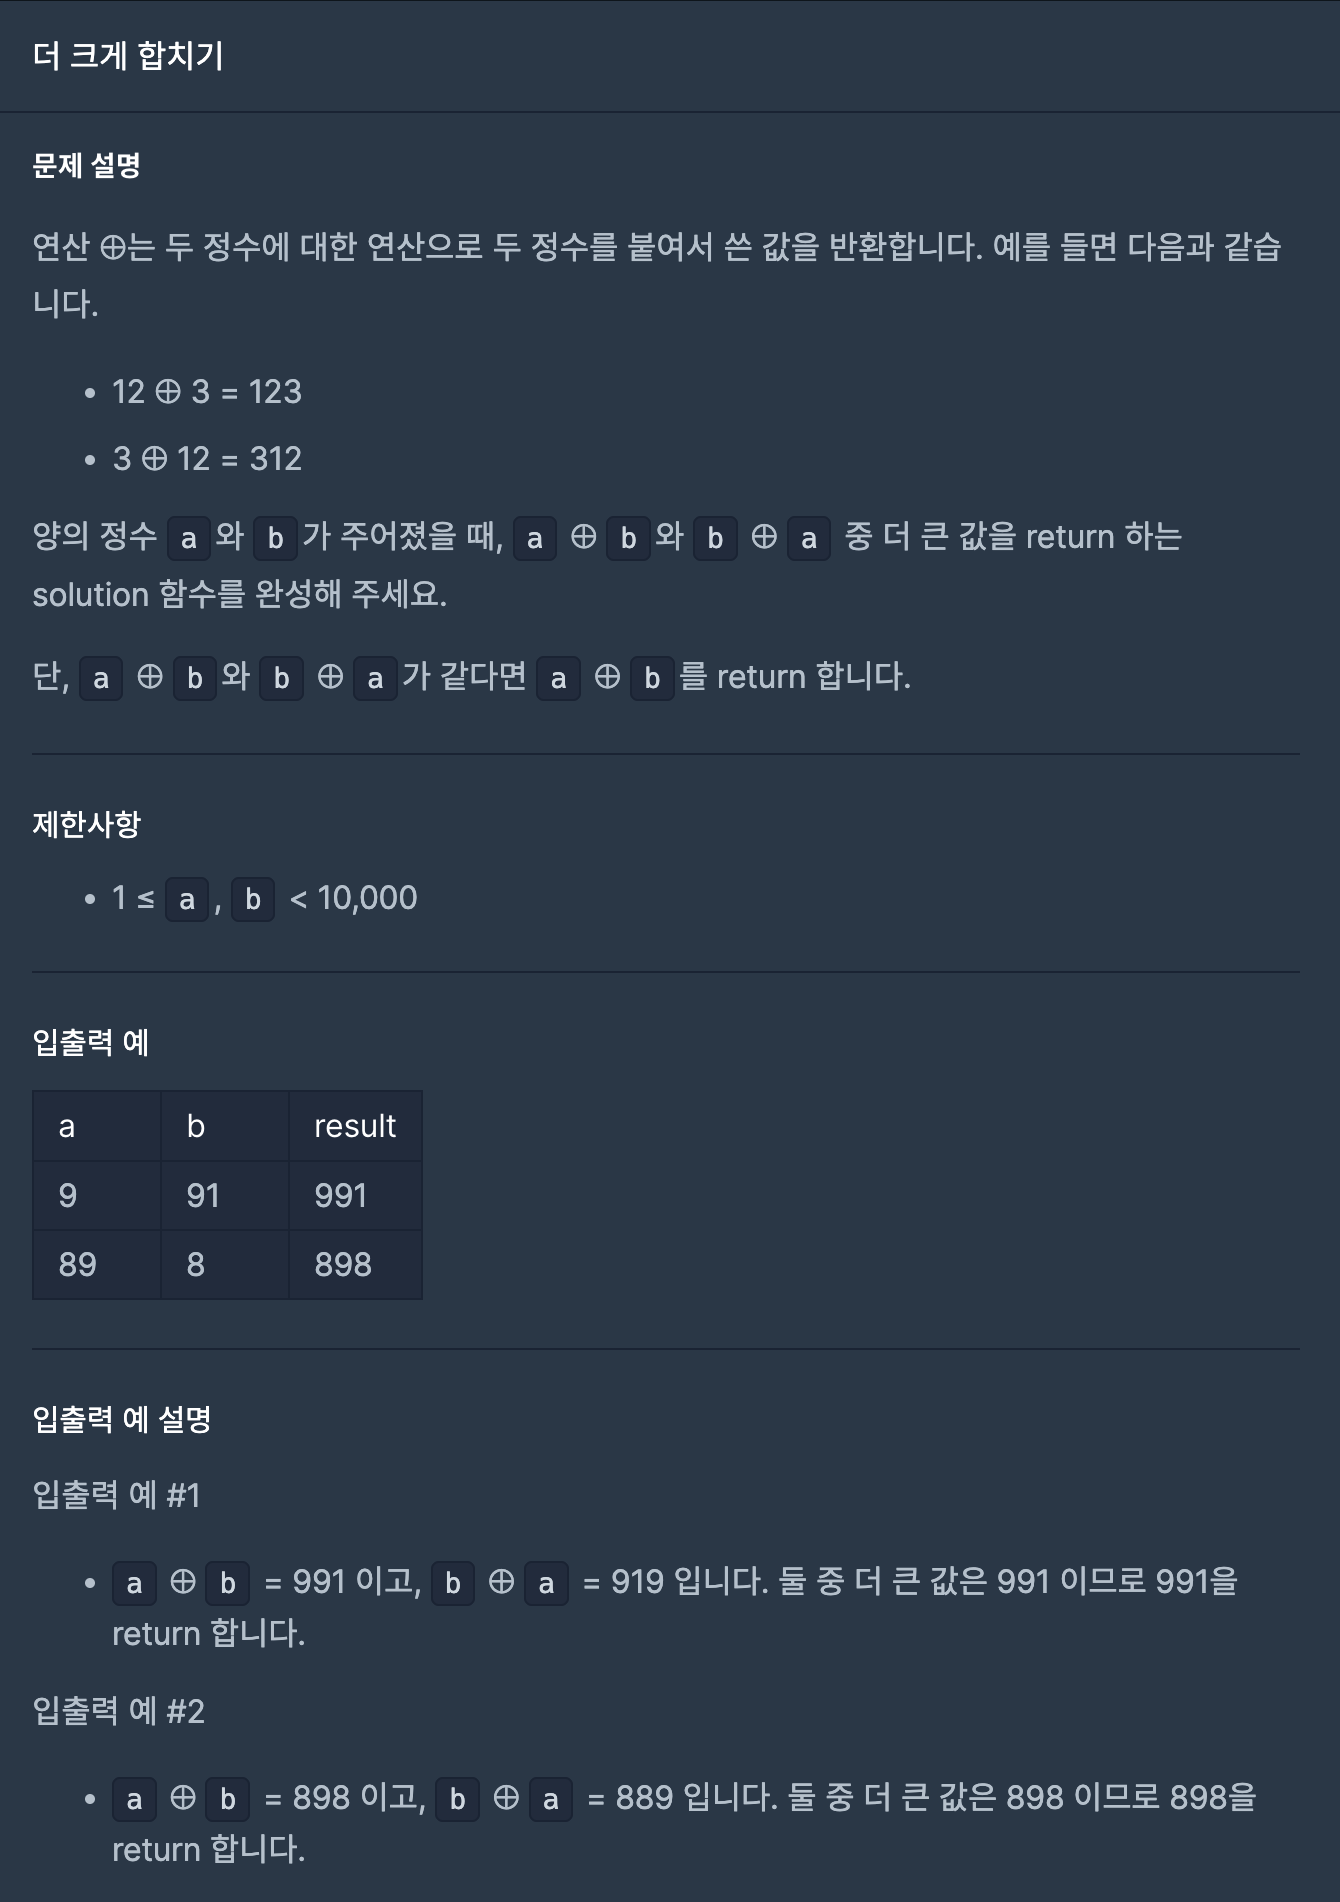 더 크게 합치기
문제 설명
연산 ⊕는 두 정수에 대한 연산으로 두 정수를 붙여서 쓴 값을 반환합니다. 예를 들면 다음과 같습
니다.
• 12 ⊕ 3 = 123
• 3 ⊕ 12 = 312
양의 정수 a와 b가 주어졌을 때, a ⊕ b와 b ⊕ a 중 더 큰 값을 return 하는
solution 함수를 완성해 주세요.
단, a ⊕ b와 b ⊕ a가 같다면 a ⊕ b를 return 합니다.
제한사항
• 1 ≤ a, b < 10,000
입출력 예
a b result
9 91 991
89 8 898
입출력 예 설명
입출력 예 #1
• a ⊕ b = 991 이고, b ⊕ a = 919 입니다. 둘 중 더 큰 값은 991 이므로 991을
return 합니다.
입출력 예 #2
• a ⊕ b = 898 이고, b ⊕ a = 889 입니다. 둘 중 더 큰 값은 898 이므로 898을
return 합니다.